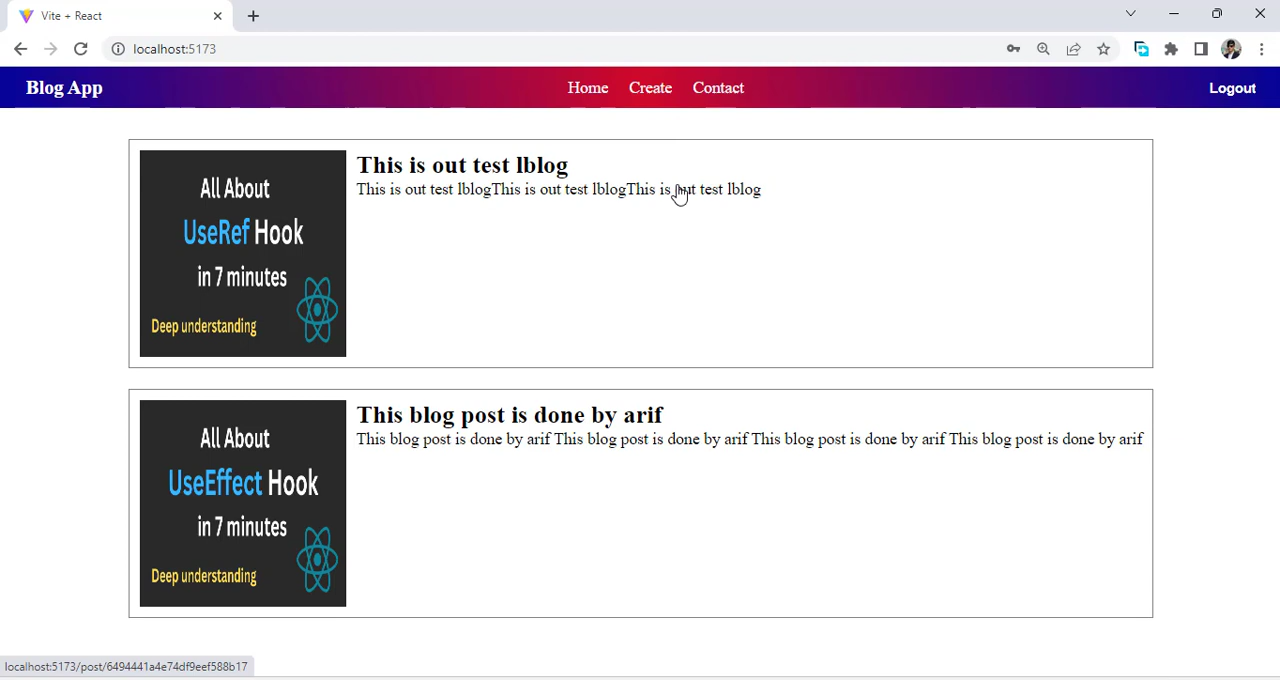 Vite + React
localhost:5173
Blog App
Home Create Contact
Logout
All About
UseRef Hook
in 7 minutes
Deep understanding
This is out test lblog
This is out test lblogThis is out test lblogThis is out test lblog
All About
UseEffect Hook
in 7 minutes
Deep understanding
This blog post is done by arif
This blog post is done by arif This blog post is done by arif This blog post is done by arif This blog post is done by arif
localhost:5173/post/6494441a4e74df9eef588b17